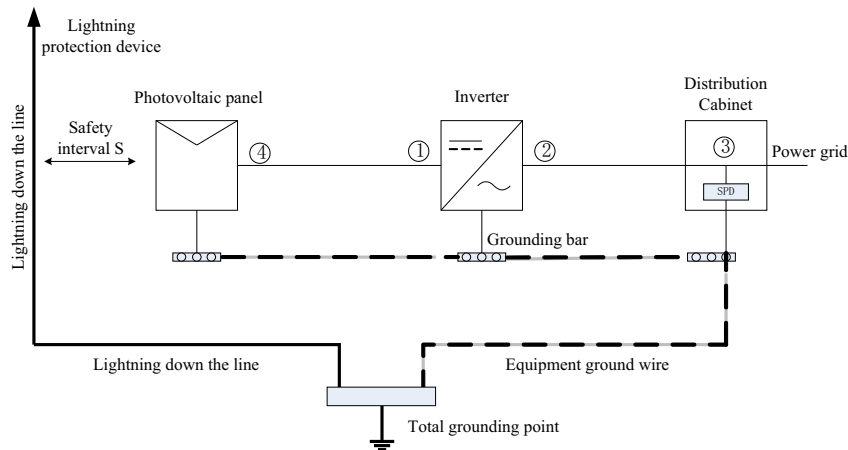 Lightning
protection device
Lightning down the line
Safety
interval S
Photovoltaic panel
④
①
Inverter
②
Distribution
Cabinet
③
SPD
Power grid
Grounding bar
Lightning down the line
Equipment ground wire
Total grounding point